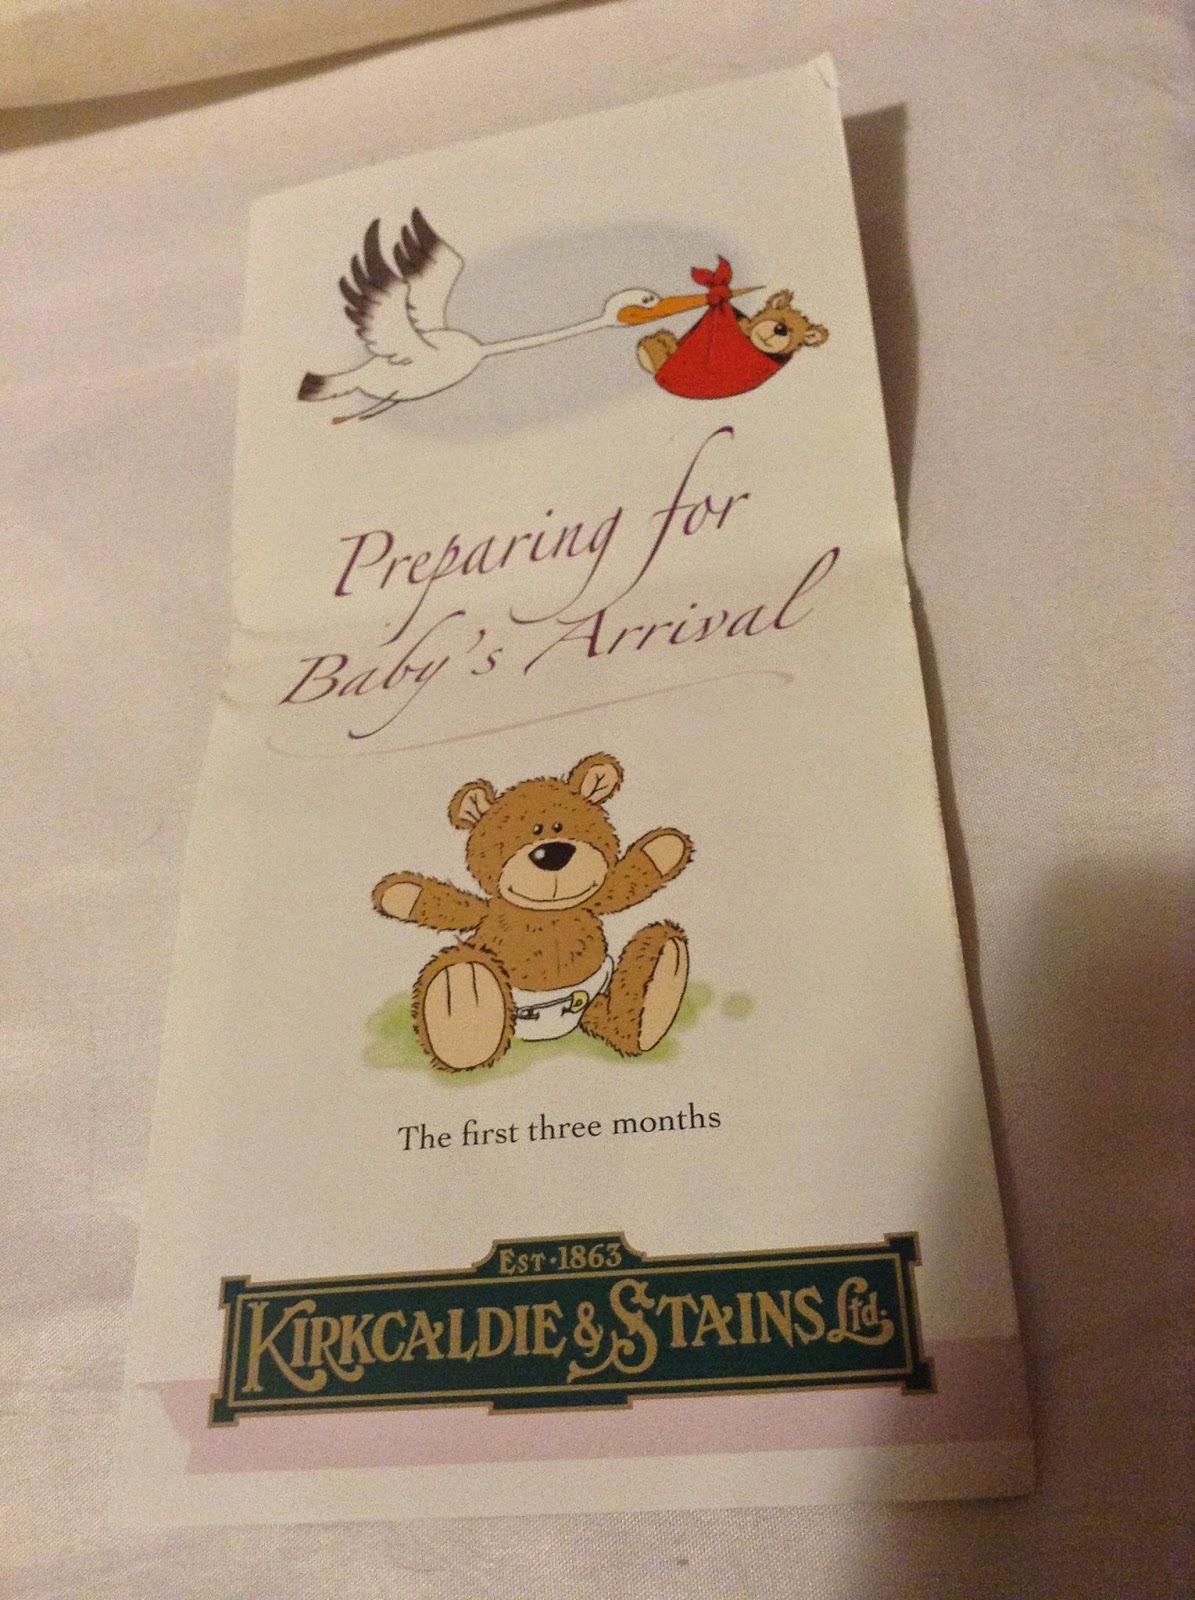 Preparing for
Baby's Arrival
The first three months
EST·1863
KIRKCALDIE & STAINS Ltd.